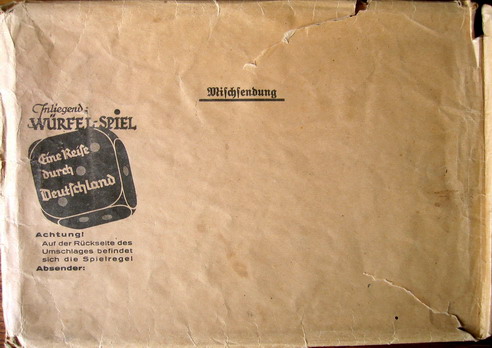 Mischsendung
Inliegend:
WÜRFEL-SPIEL
Eine Reise
durch
Deutschland
Achtung!
Auf der Rückseite des
Umschlages befindet
sich die Spielregel
Absender: